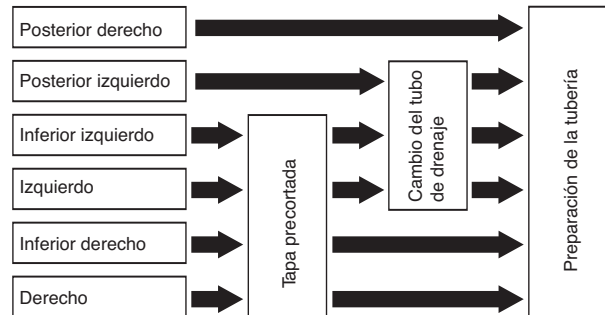 Posterior derecho
Posterior izquierdo
Inferior izquierdo
Izquierdo
Inferior derecho
Derecho
Tapa precortada
Cambio del tubo
de drenaje
Preparación de la tubería